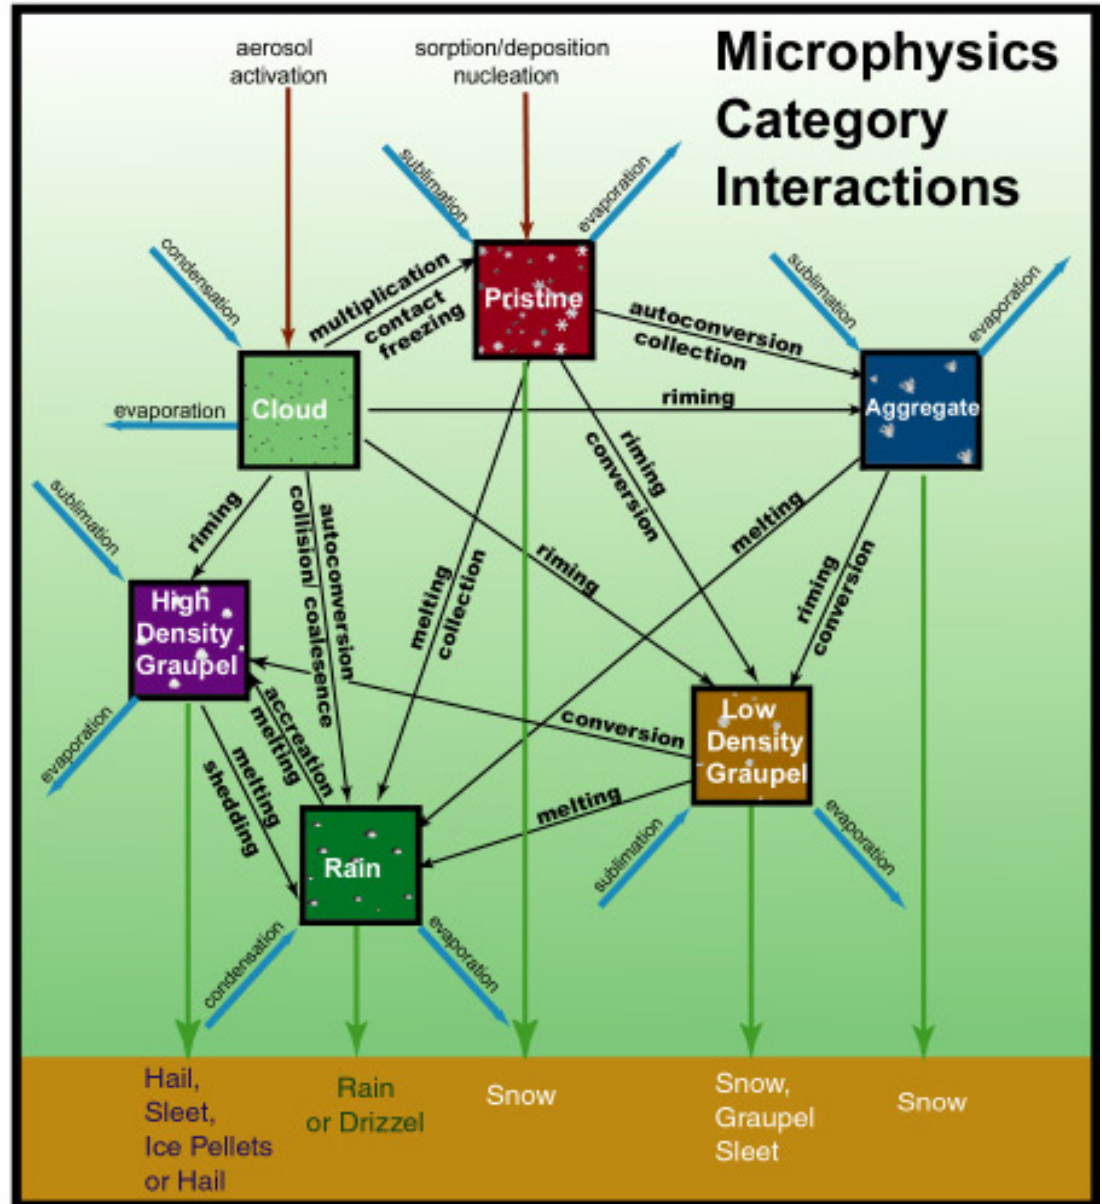 Microphysics
Category
Interactions
aerosol
activation
sorption/deposition
nucleation
sublimation
evaporation
condensation
multiplication
contact
freezing
Pristine
sublimation
evaporation
autoconversion
collection
Cloud
evaporation
riming
Aggregate
sublimation
riming
collision/ coalesence
autoconversion
melting
collection
riming
riming
conversion
melting
riming
conversion
High
Density
Graupel
evaporation
accreation
melting
melting
shedding
conversion
Low
Density
Graupel
melting
sublimation
evaporation
Rain
condensation
evaporation
Hail,
Sleet,
Ice Pellets
or Hail
Rain
or Drizzel
Snow
Snow,
Graupel
Sleet
Snow